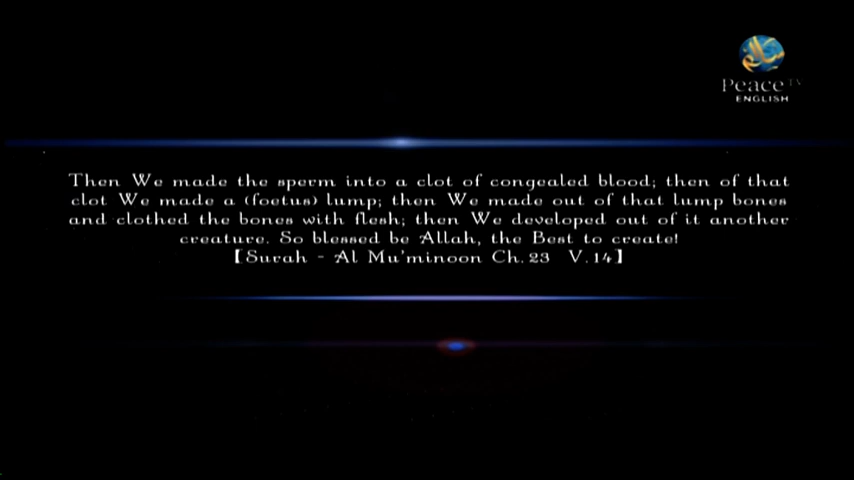 سلام
Peace TV
ENGLISH
Then We made the sperm into a clot of congealed blood; then of that
clot We made a (foetus) lump; then We made out of that lump bones
and clothed the bones with flesh; then We developed out of it another
creature. So blessed be Allah, the Best to create!
[Surah - Al Mu'minoon Ch.23 V.14]